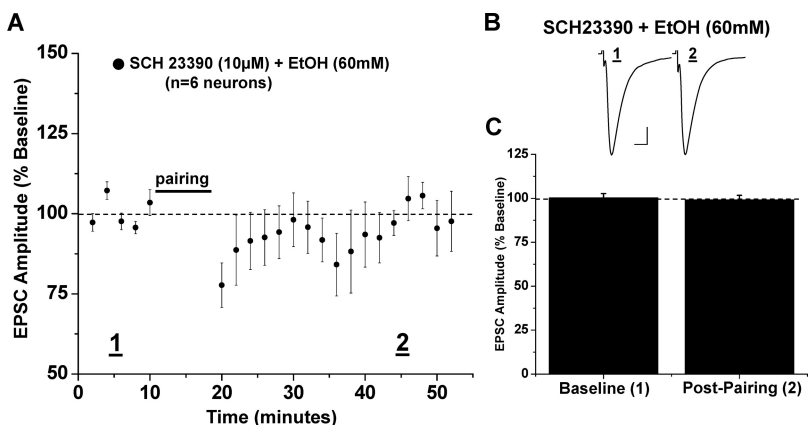 A
EPSC Amplitude (% Baseline)
150
125
100
75
50
SCH 23390 (10µM) + EtOH (60mM)
(n=6 neurons)
pairing
1
2
0
10
20
30
40
50
Time (minutes)
B
SCH23390 + EtOH (60mM)
1
2
C
EPSC Amplitude (% Baseline)
125
100
75
50
25
0
Baseline (1)
Post-Pairing (2)